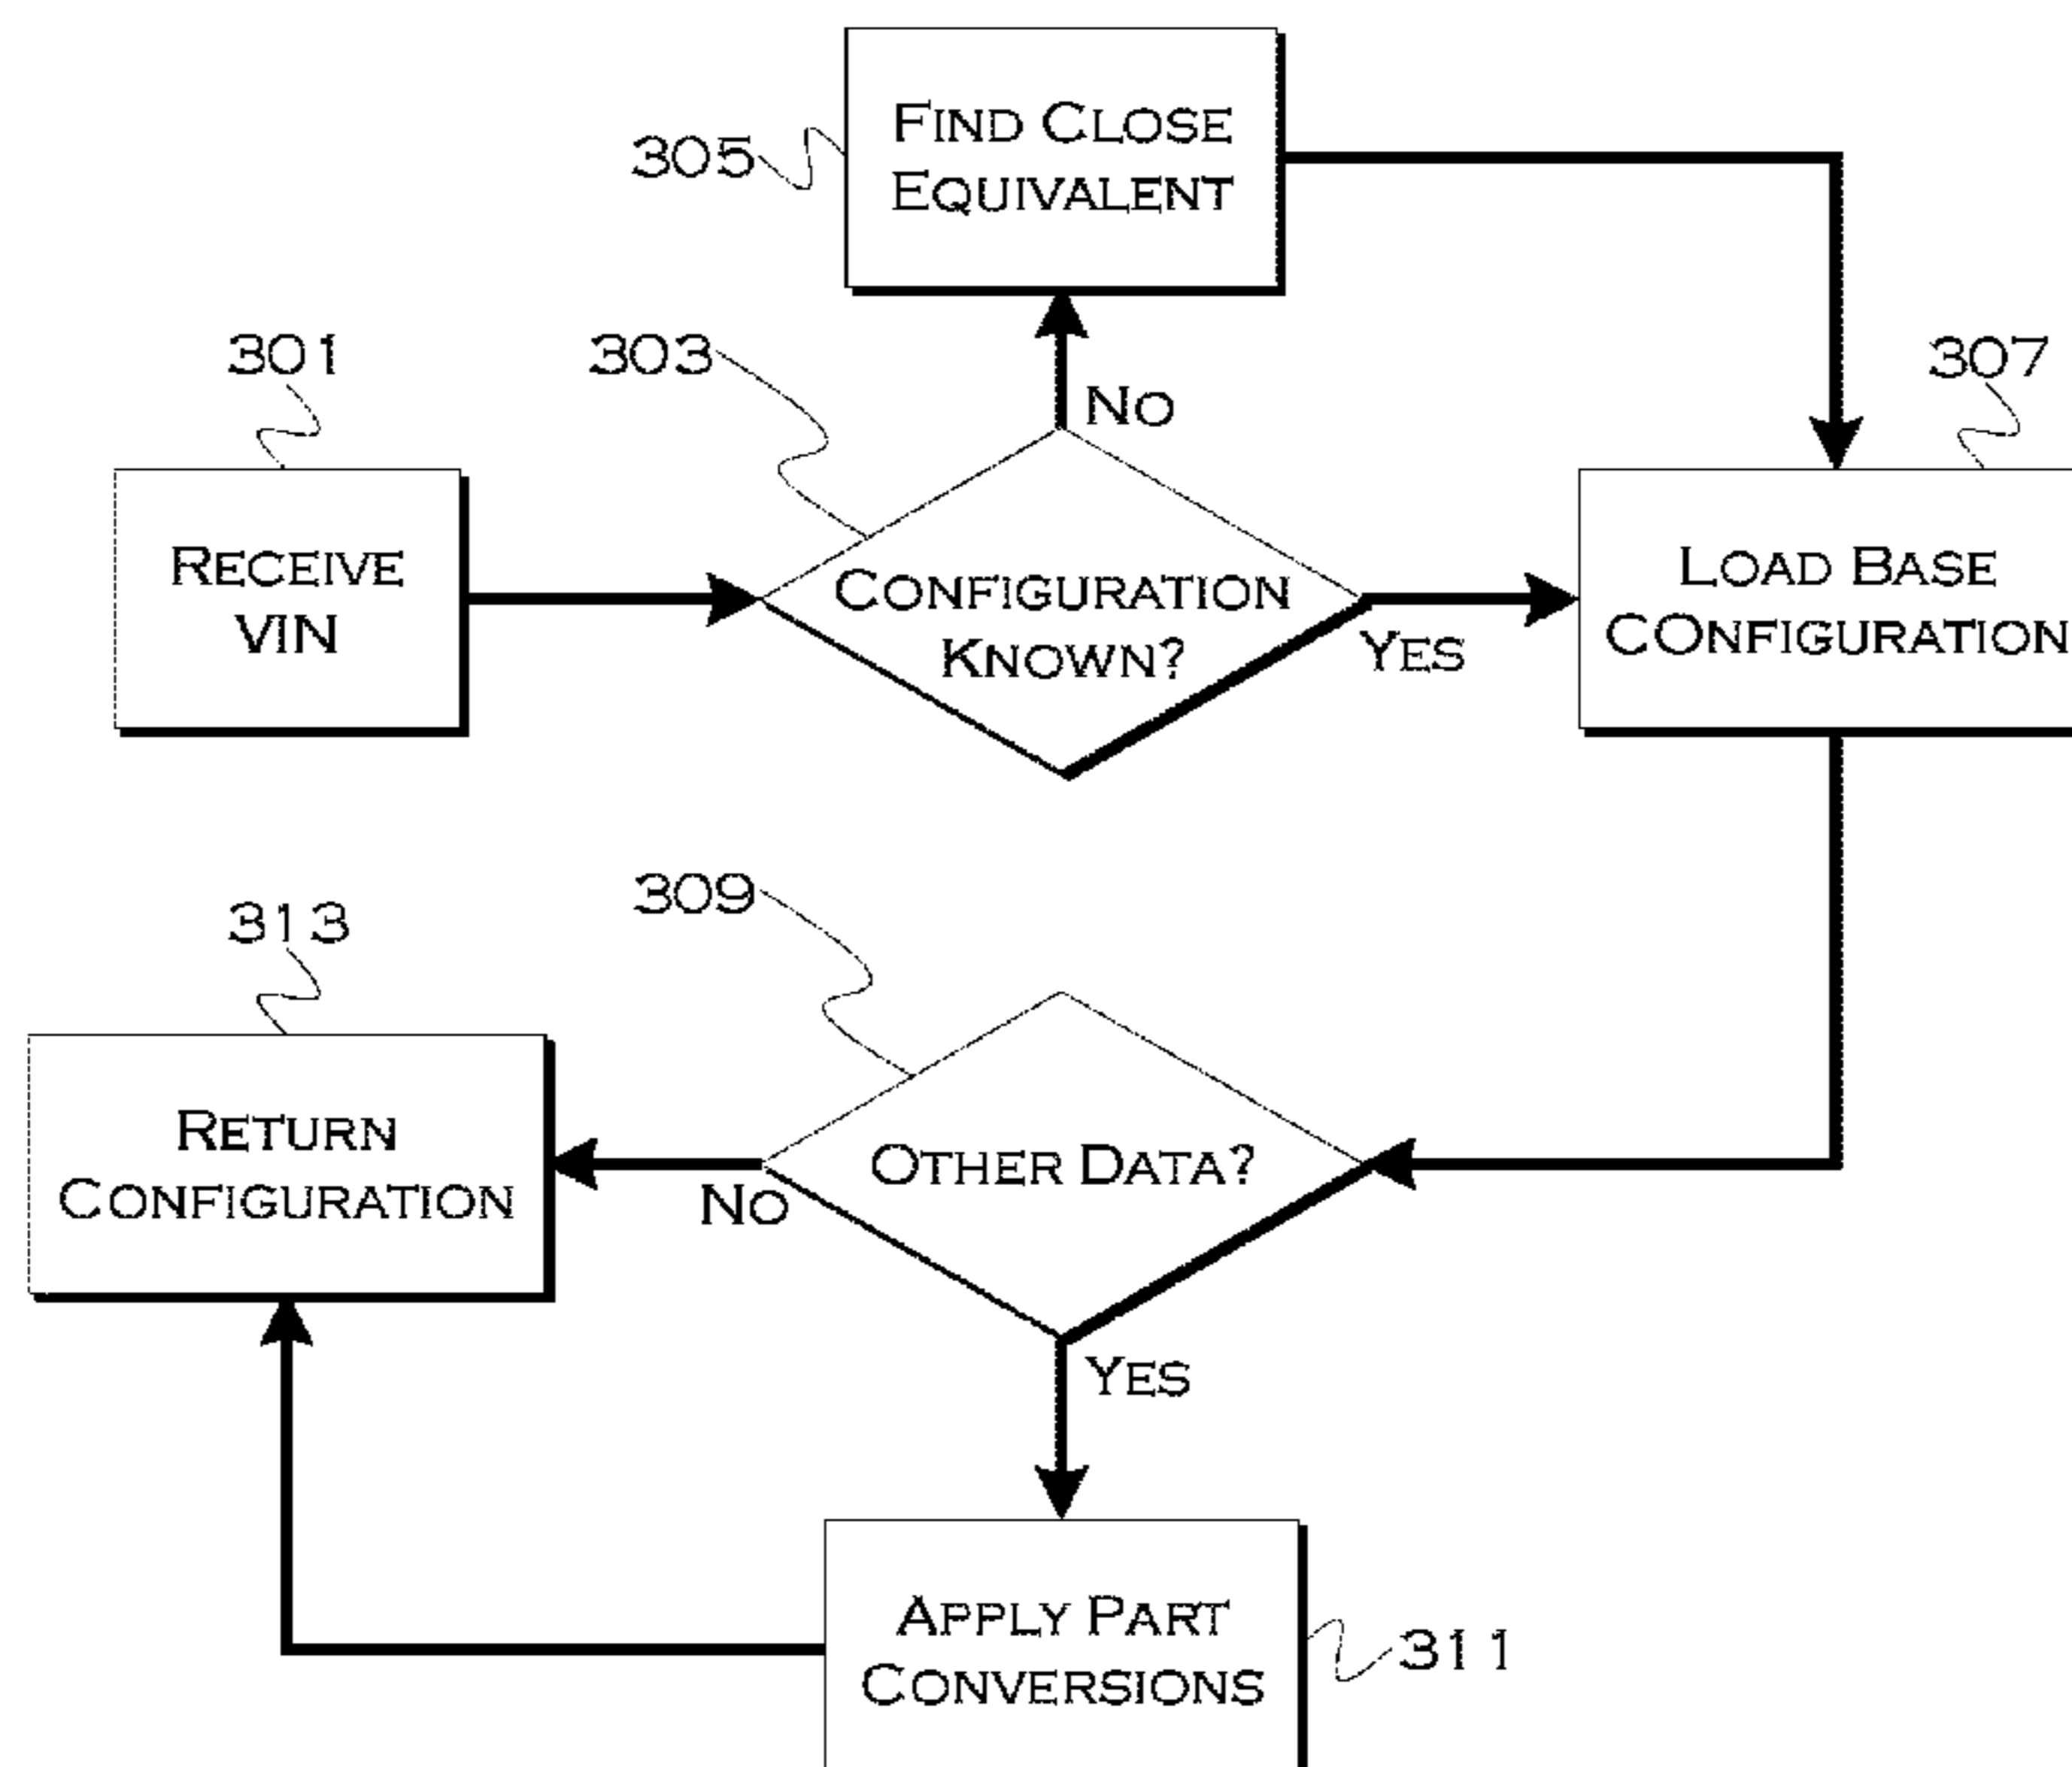 305
FIND CLOSE
EQUIVALENT
301
303
NO
307
RECEIVE
VIN
CONFIGURATION
KNOWN?
YES
LOAD BASE
CONFIGURATION
313
309
RETURN
CONFIGURATION
NO
OTHER DATA?
YES
APPLY PART
CONVERSIONS
311